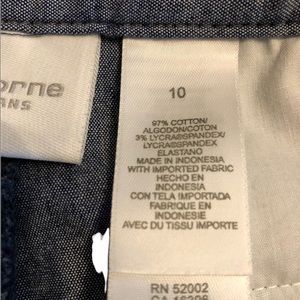 orne
ANS
10
97% COTTON/
ALGODON/COTON
3% LYCRA®SPANDEX/
LYCRA®SPANDEX/
ELASTANO
MADE IN INDONESIA
WITH IMPORTED FABRIC
HECHO EN
INDONESIA
CON TELA IMPORTADA
FABRIQUE EN
INDONESIE
AVEC DU TISSU IMPORTE
RN 52002